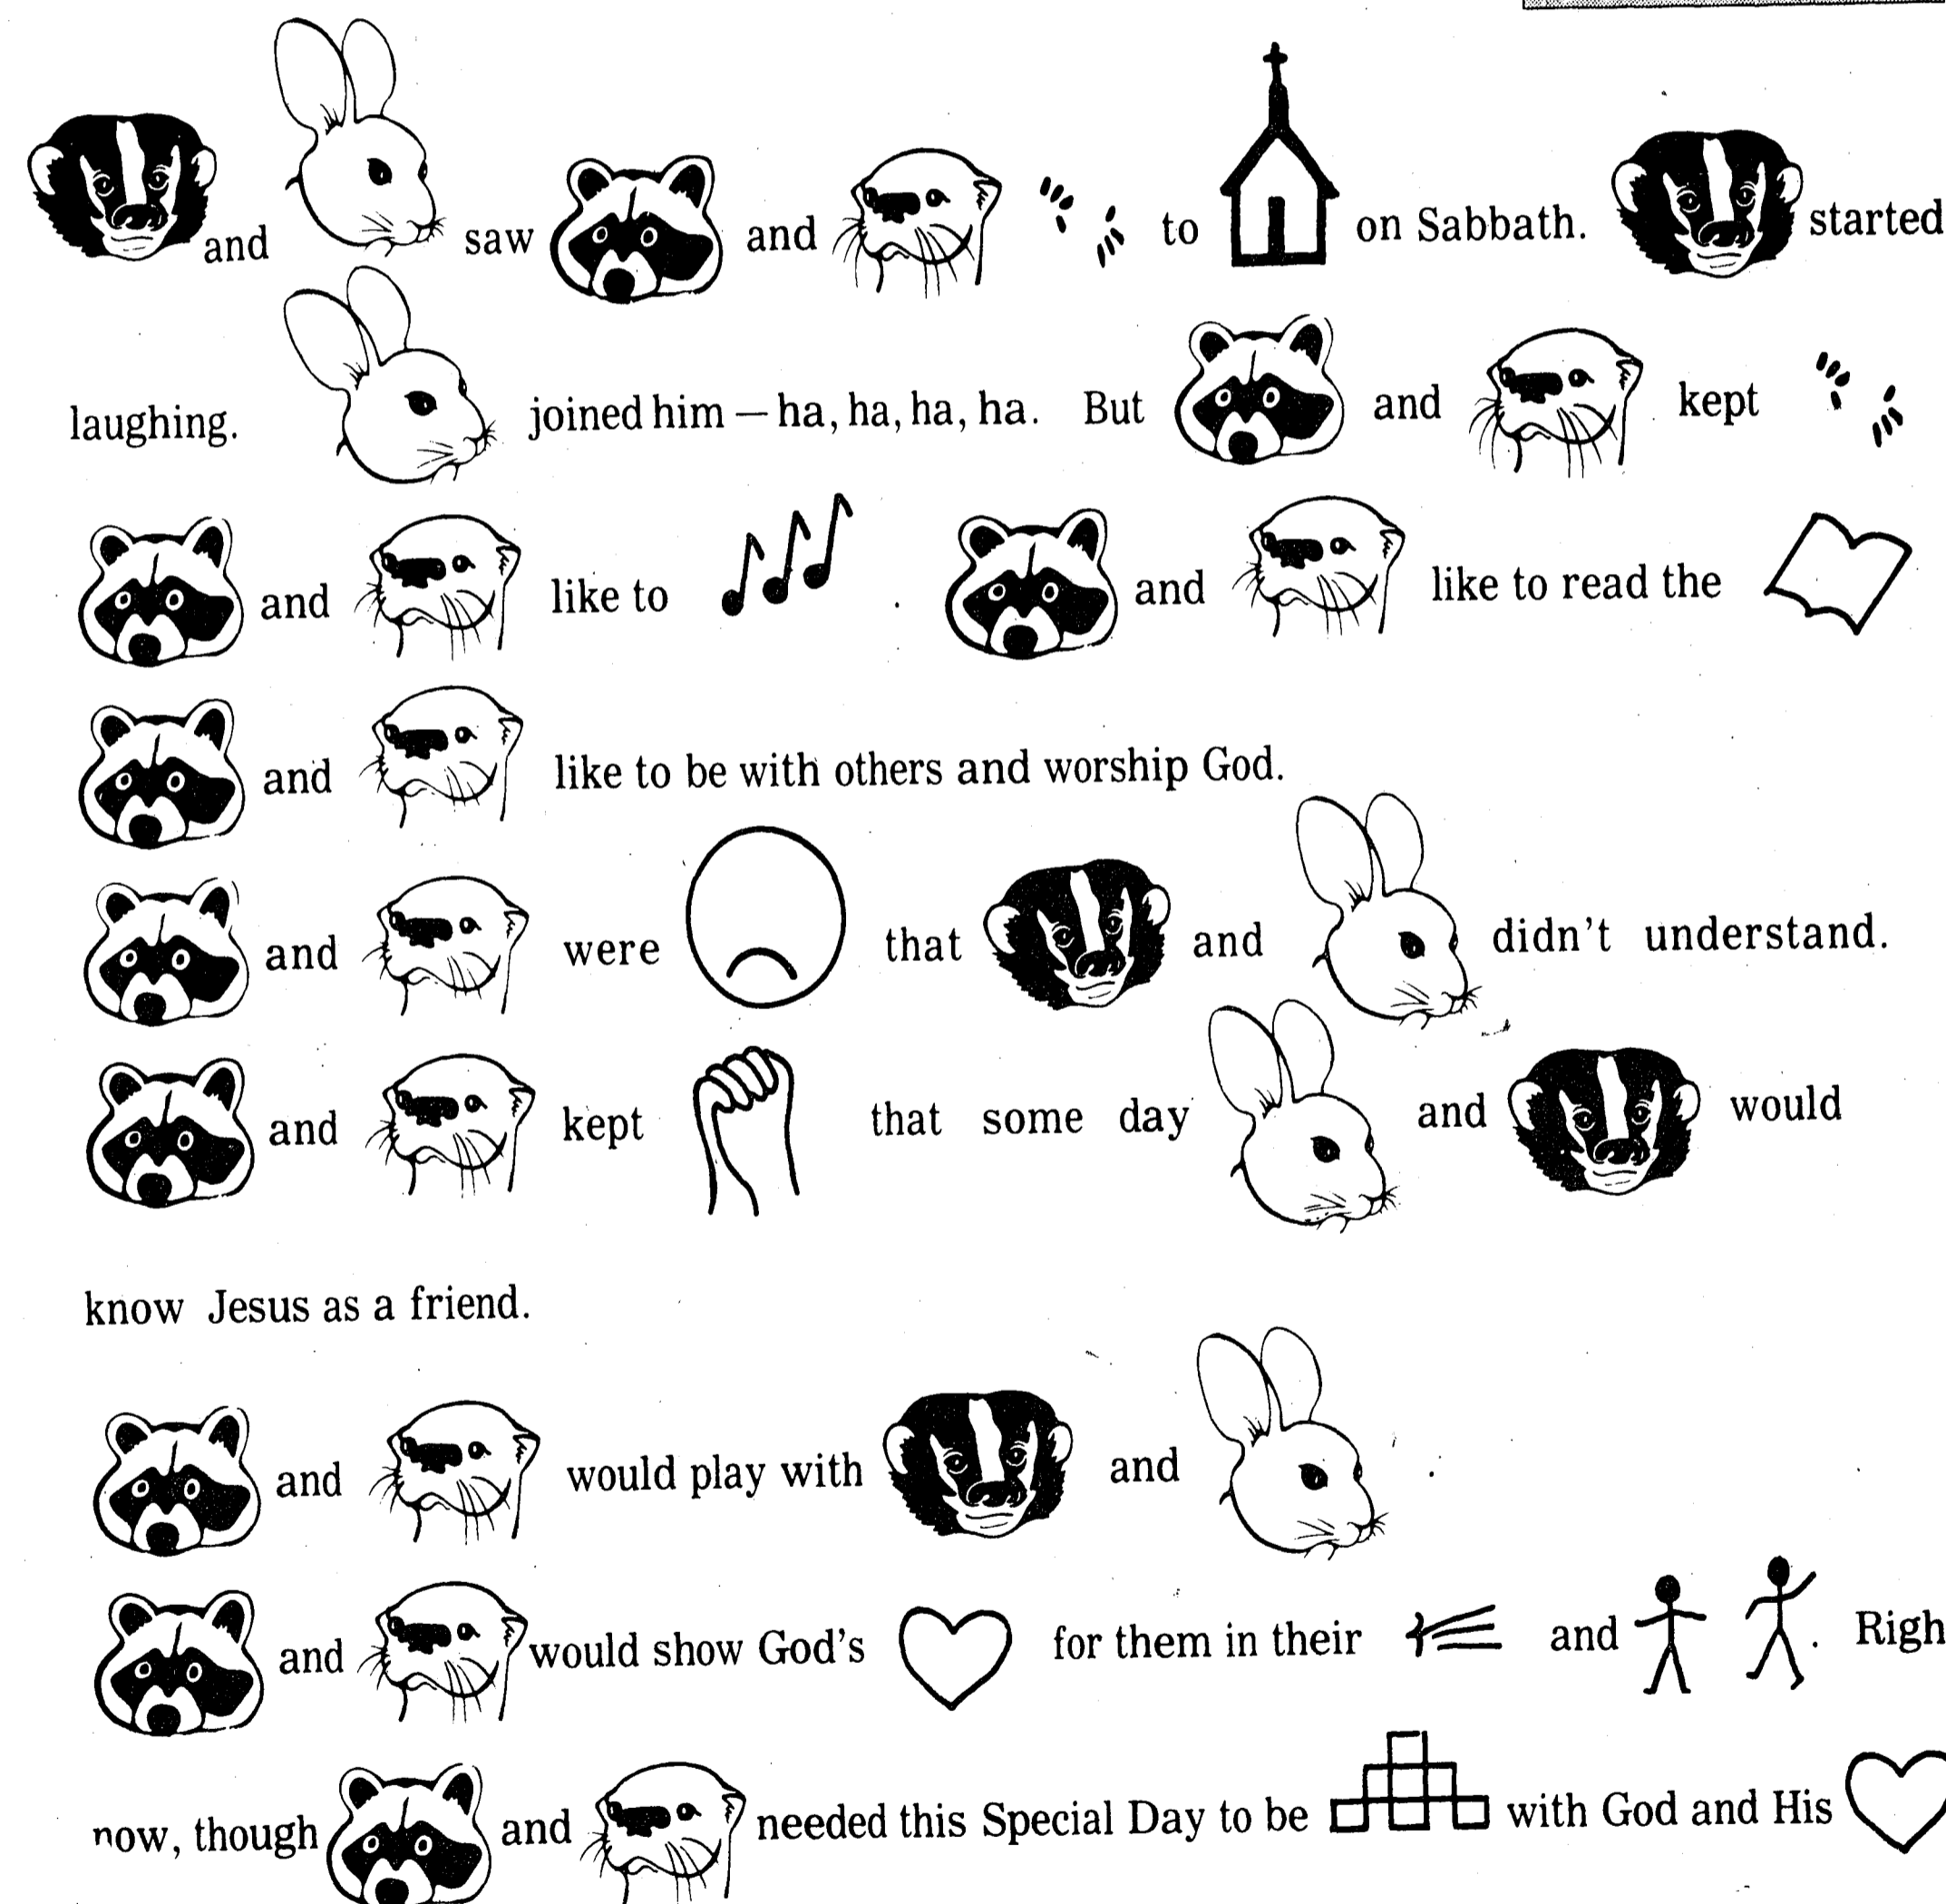 and saw and to on Sabbath. started
laughing. joined him — ha, ha, ha, ha. But and kept
and like to . and like to read the
and like to be with others and worship God.
and were that and didn't understand.
and kept that some day and would
know Jesus as a friend.
and would play with and .
and would show God's for them in their and . Righ
now, though and needed this Special Day to be with God and His